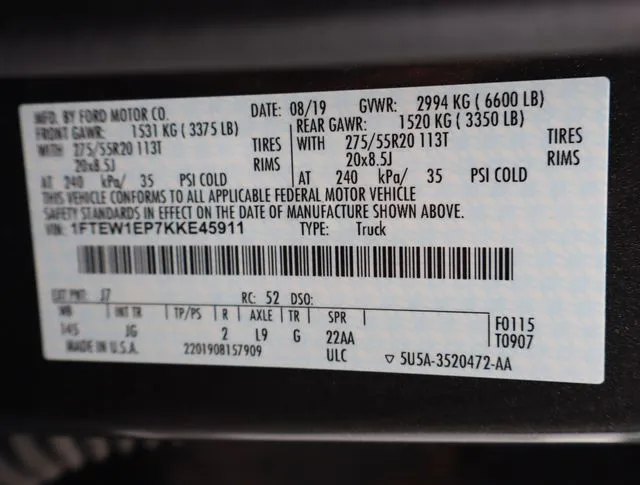 MFD. BY FORD MOTOR CO. DATE: 08/19 GVWR: 2994 KG ( 6600 LB)
FRONT GAWR: 1531 KG ( 3375 LB) REAR GAWR: 1520 KG ( 3350 LB)
WITH 275/55R20 113T TIRES WITH 275/55R20 113T TIRES
20x8.5J RIMS 20x8.5J RIMS
AT 240 kPa/ 35 PSI COLD AT 240 kPa/ 35 PSI COLD
THIS VEHICLE CONFORMS TO ALL APPLICABLE FEDERAL MOTOR VEHICLE
SAFETY STANDARDS IN EFFECT ON THE DATE OF MANUFACTURE SHOWN ABOVE.
VIN: 1FTEW1EP7KKE45911 TYPE: Truck
EXT PNT: J7 RC: 52 DSO:
WB INT TR TP/PS R AXLE TR SPR F0115
145 JG 2 L9 G 22AA T0907
MADE IN U.S.A. 2201908157909 ULC ▽ 5U5A-3520472-AA